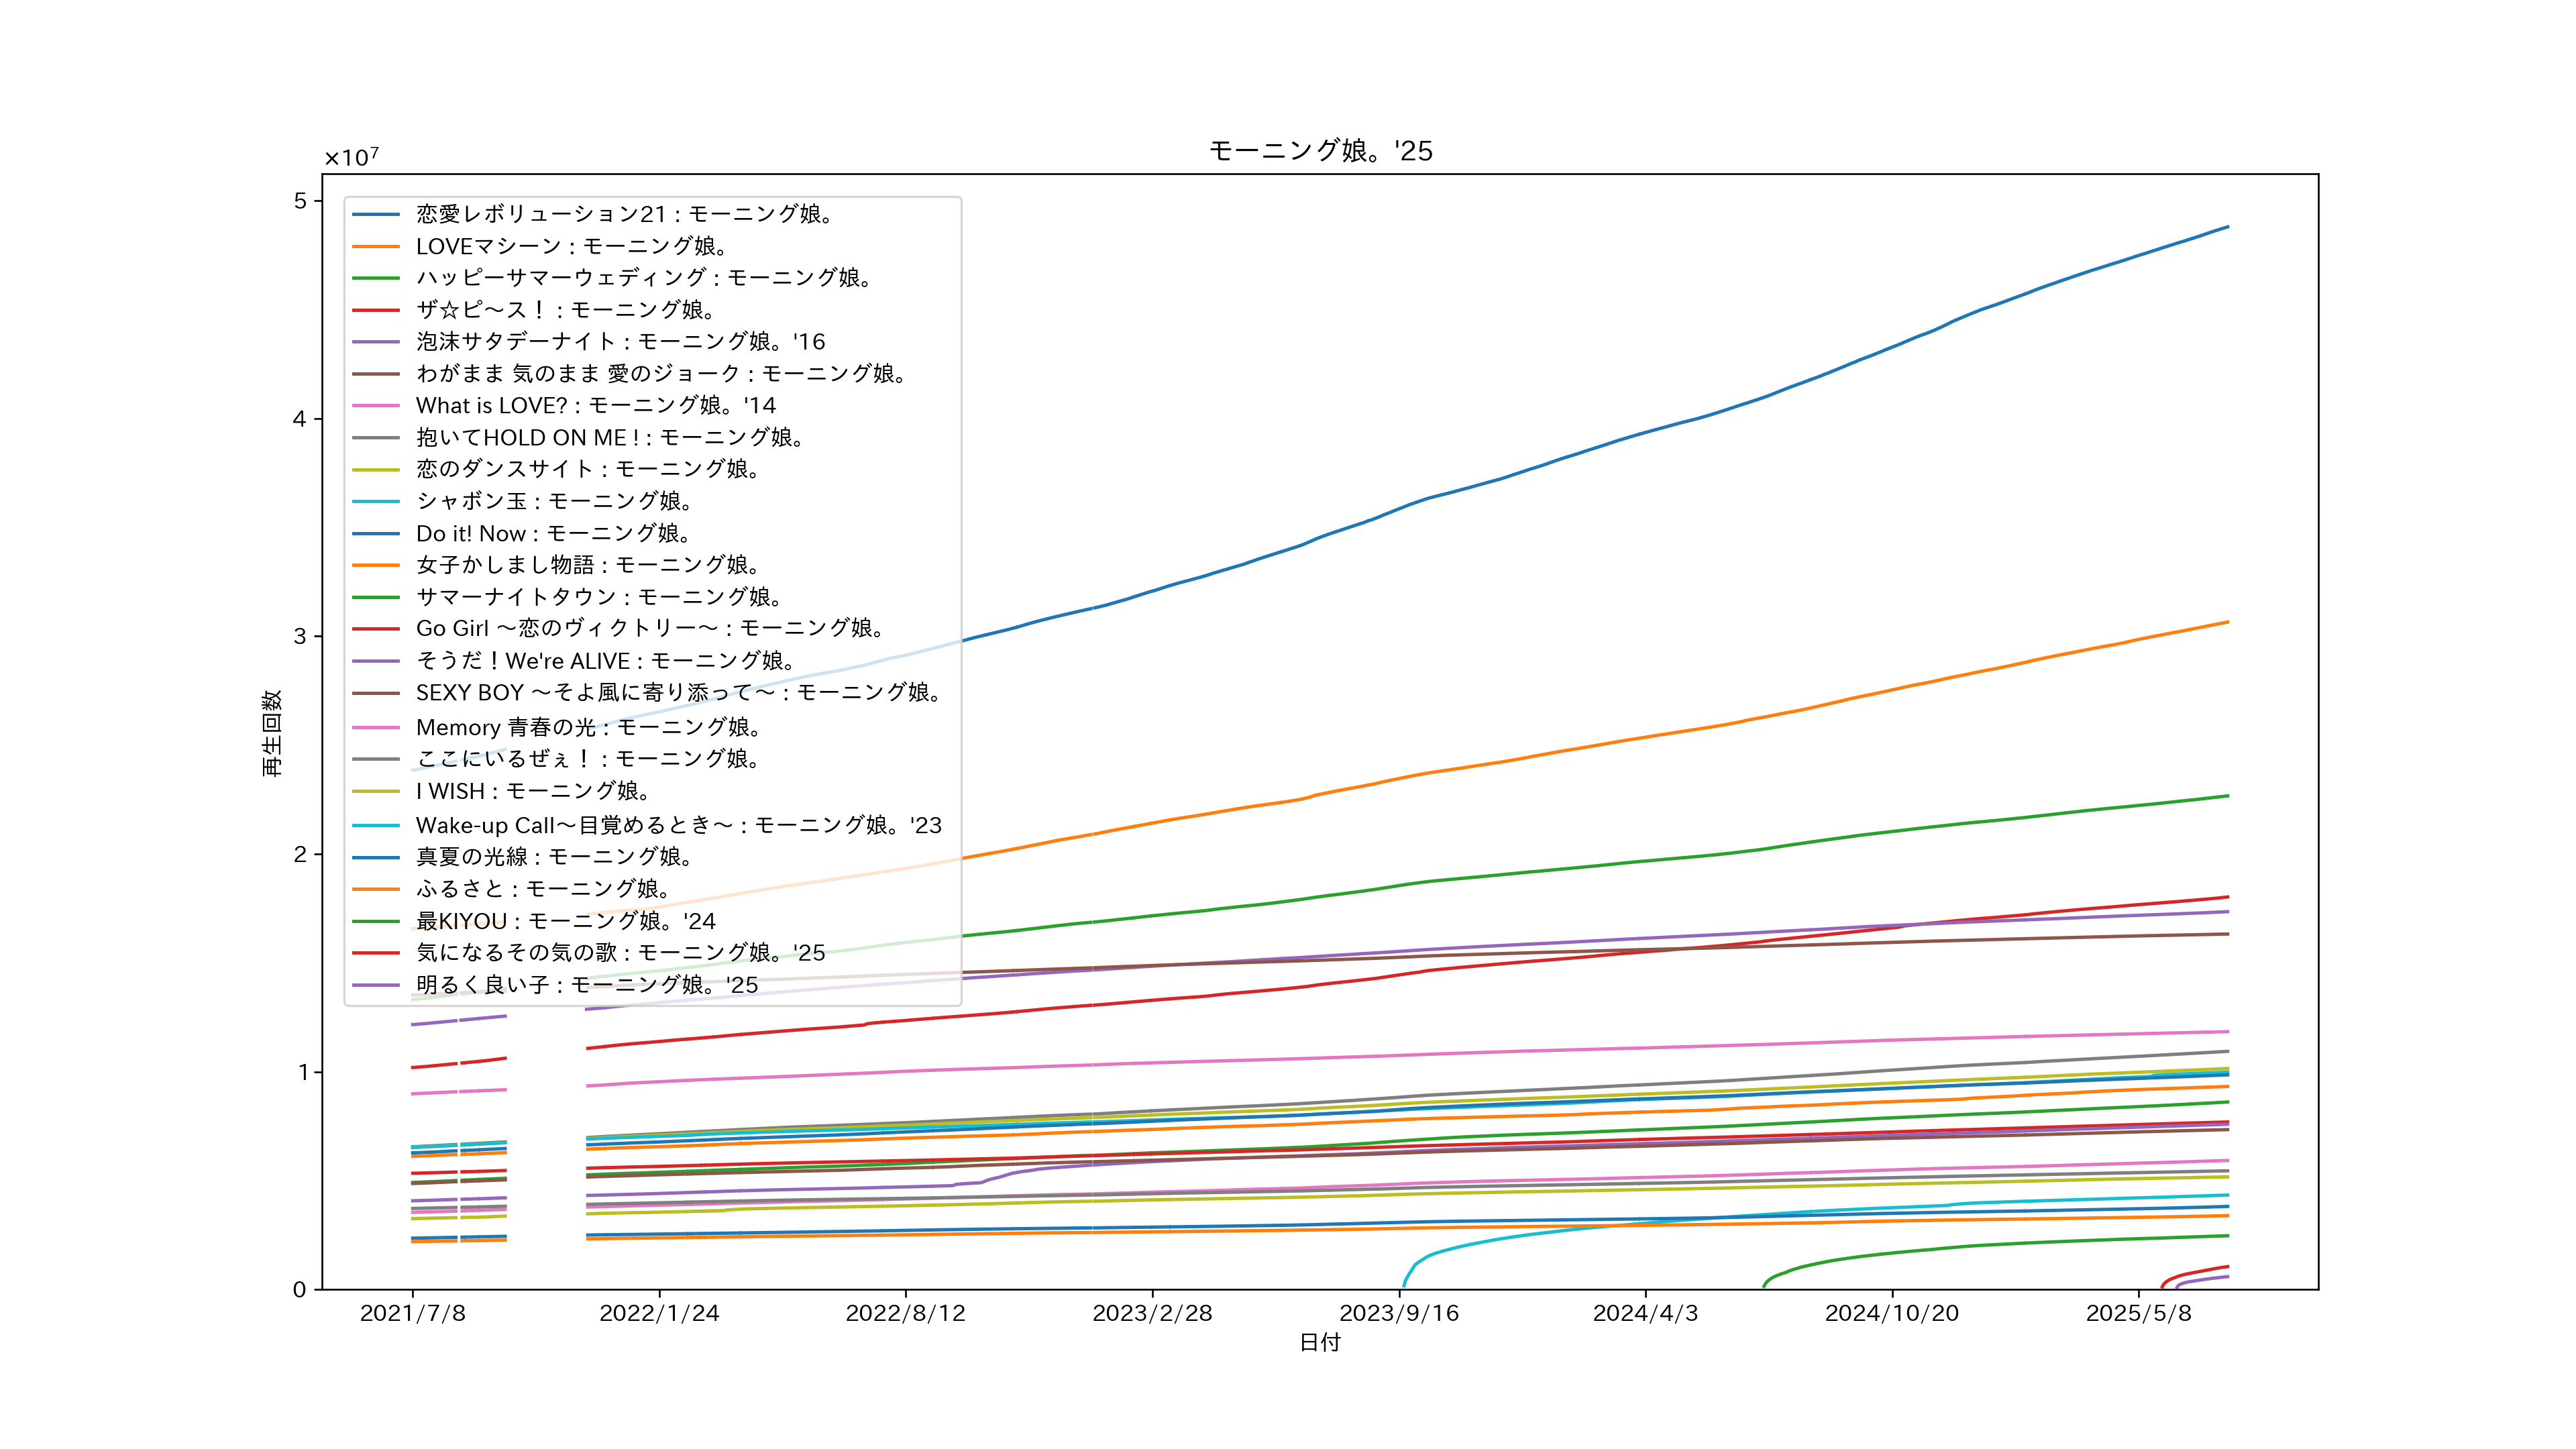 モーニング娘。'25
×10⁷
5
4
3
2
1
0
再生回数
恋愛レボリューション21 : モーニング娘。
LOVEマシーン : モーニング娘。
ハッピーサマーウェディング : モーニング娘。
ザ☆ピ～ス！ : モーニング娘。
泡沫サタデーナイト : モーニング娘。'16
わがまま 気のまま 愛のジョーク : モーニング娘。
What is LOVE? : モーニング娘。'14
抱いてHOLD ON ME ! : モーニング娘。
恋のダンスサイト : モーニング娘。
シャボン玉 : モーニング娘。
Do it! Now : モーニング娘。
女子かしまし物語 : モーニング娘。
サマーナイトタウン : モーニング娘。
Go Girl ～恋のヴィクトリー～ : モーニング娘。
そうだ！We're ALIVE : モーニング娘。
SEXY BOY ～そよ風に寄り添って～ : モーニング娘。
Memory 青春の光 : モーニング娘。
ここにいるぜぇ！ : モーニング娘。
I WISH : モーニング娘。
Wake-up Call～目覚めるとき～ : モーニング娘。'23
真夏の光線 : モーニング娘。
ふるさと : モーニング娘。
最KIYOU : モーニング娘。'24
気になるその気の歌 : モーニング娘。'25
明るく良い子 : モーニング娘。'25
2021/7/8
2022/1/24
2022/8/12
2023/2/28
2023/9/16
2024/4/3
2024/10/20
2025/5/8
日付